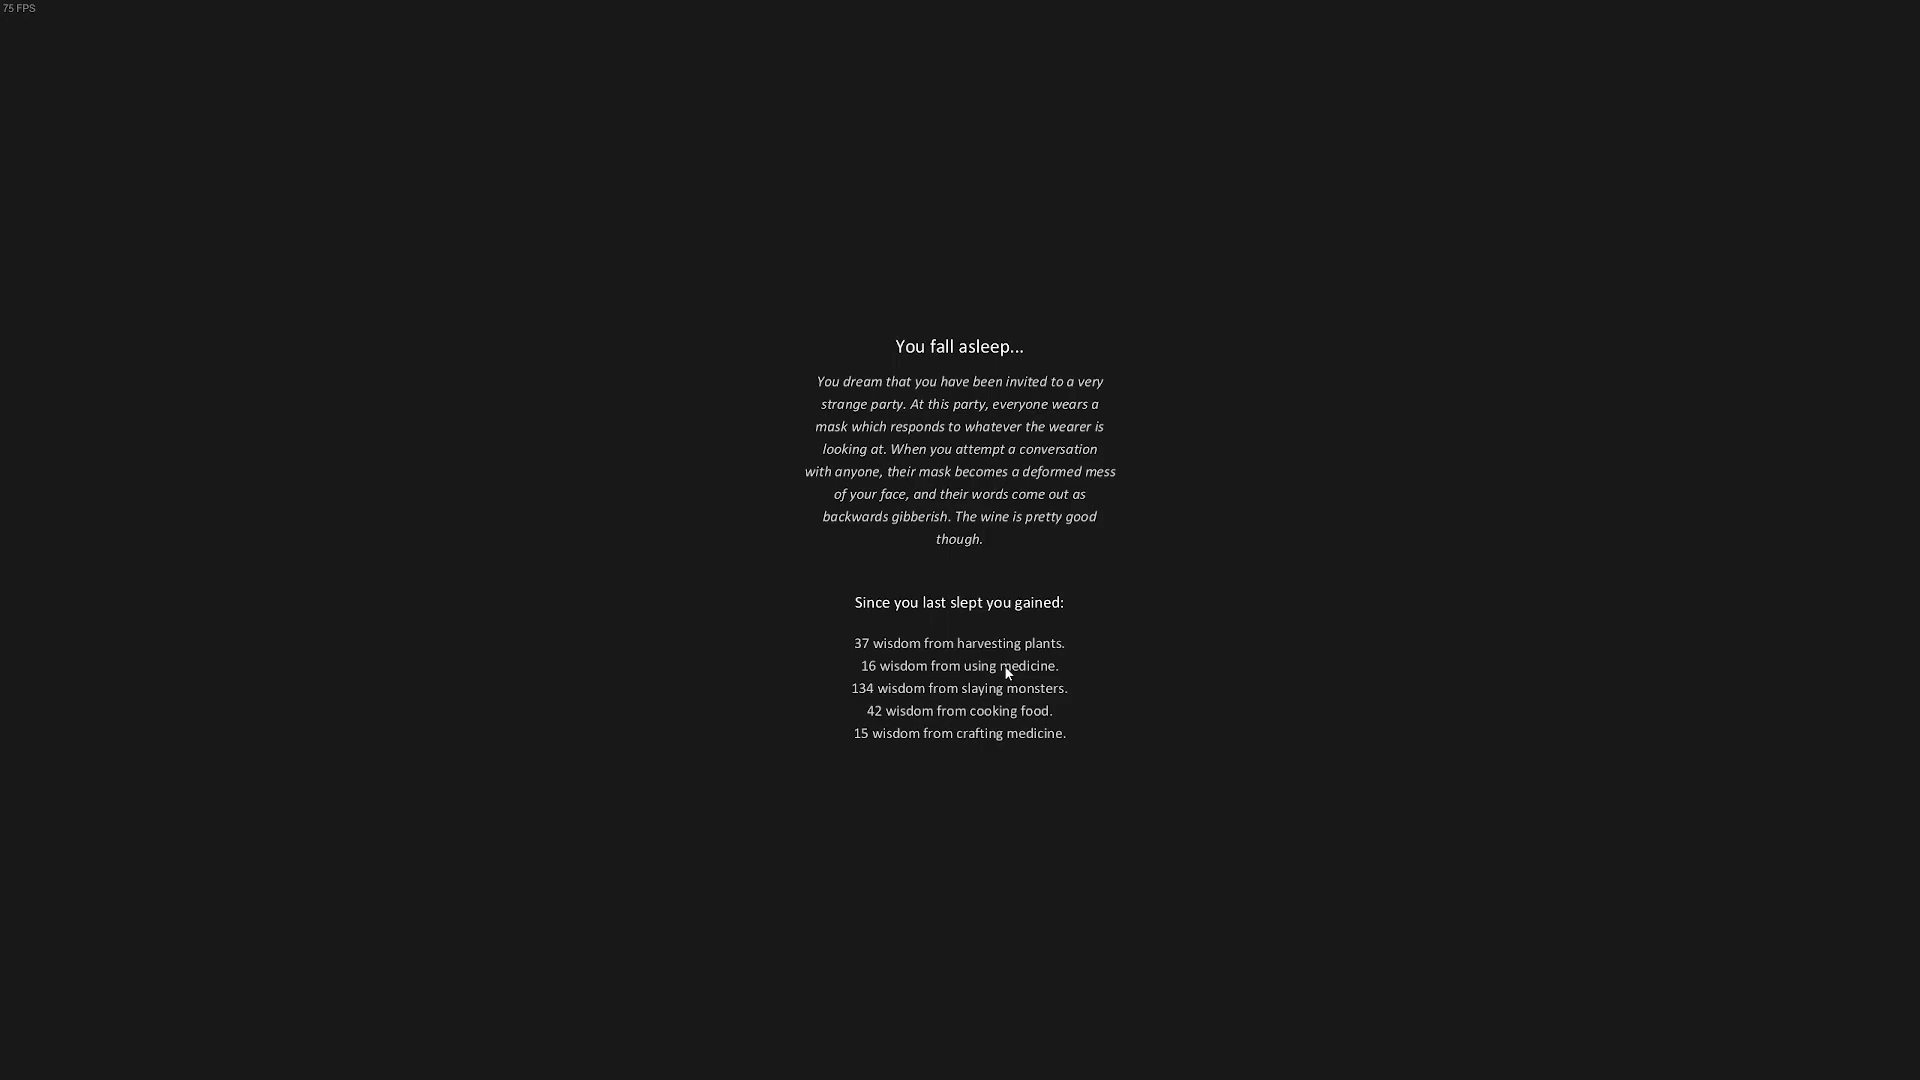 75 FPS
You fall asleep...
You dream that you have been invited to a very
strange party. At this party, everyone wears a
mask which responds to whatever the wearer is
looking at. When you attempt a conversation
with anyone, their mask becomes a deformed mess
of your face, and their words come out as
backwards gibberish. The wine is pretty good
though.
Since you last slept you gained:
37 wisdom from harvesting plants.
16 wisdom from using medicine.
134 wisdom from slaying monsters.
42 wisdom from cooking food.
15 wisdom from crafting medicine.